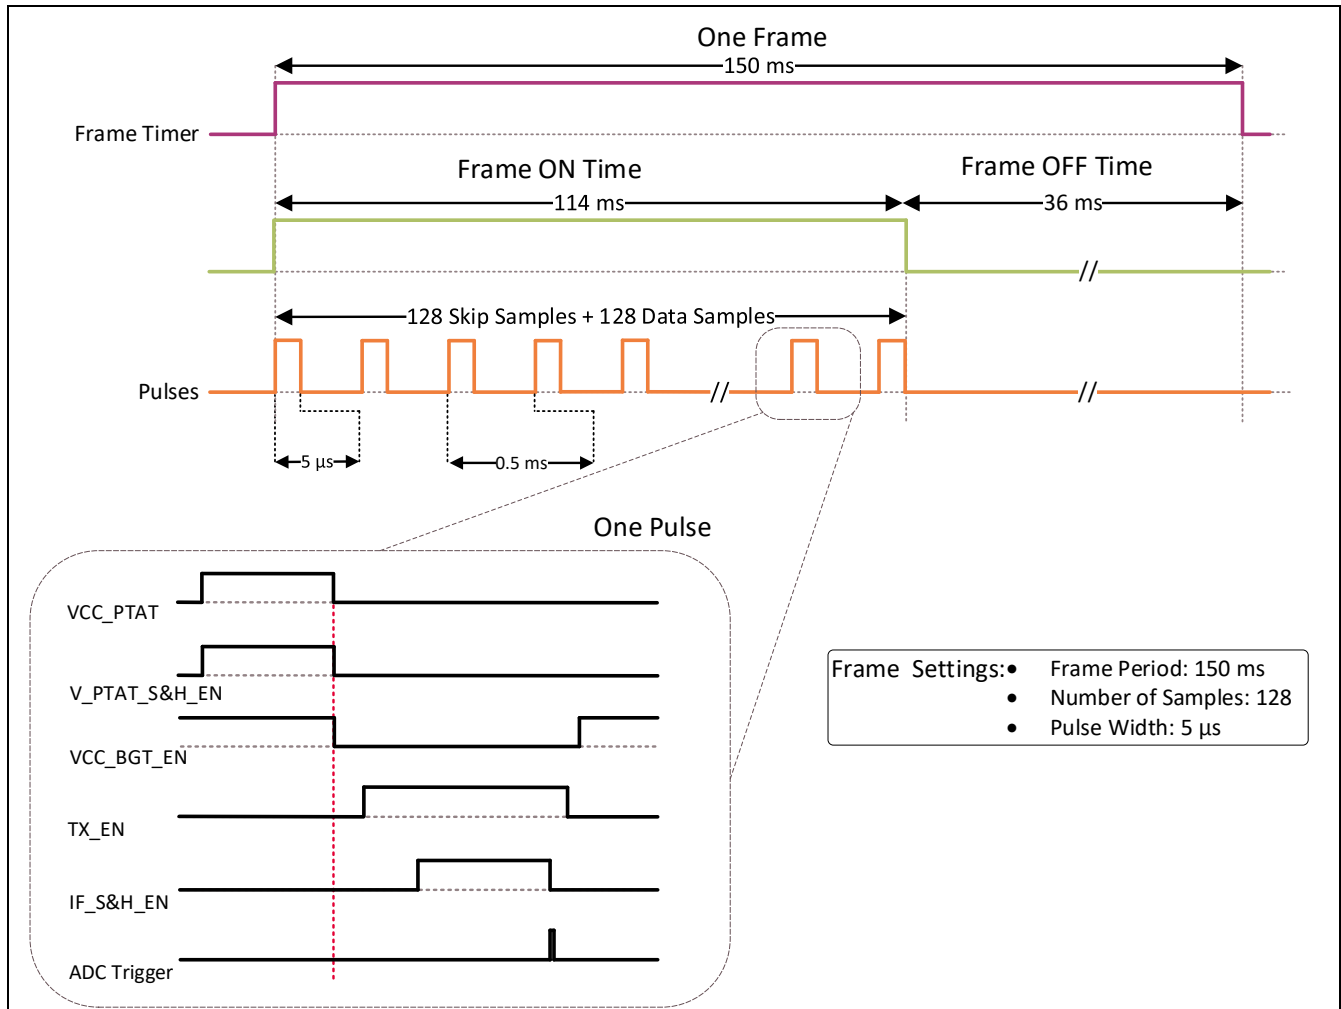 One Frame
150 ms
Frame Timer
Frame ON Time
Frame OFF Time
114 ms
36 ms
//
128 Skip Samples + 128 Data Samples
Pulses
//
//
5 µs
0.5 ms
One Pulse
VCC_PTAT
V_PTAT_S&H_EN
VCC_BGT_EN
TX_EN
IF_S&H_EN
ADC Trigger
Frame Settings:• Frame Period: 150 ms
• Number of Samples: 128
• Pulse Width: 5 µs